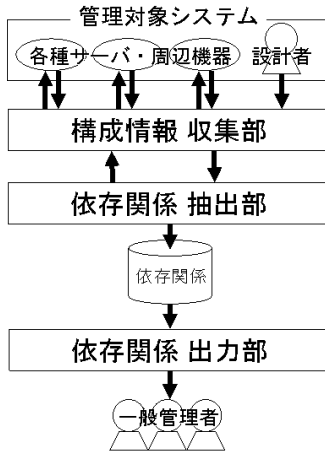 管理対象システム
各種サーバ・周辺機器 設計者
構成情報 収集部
依存関係 抽出部
依存関係
依存関係 出力部
一般管理者